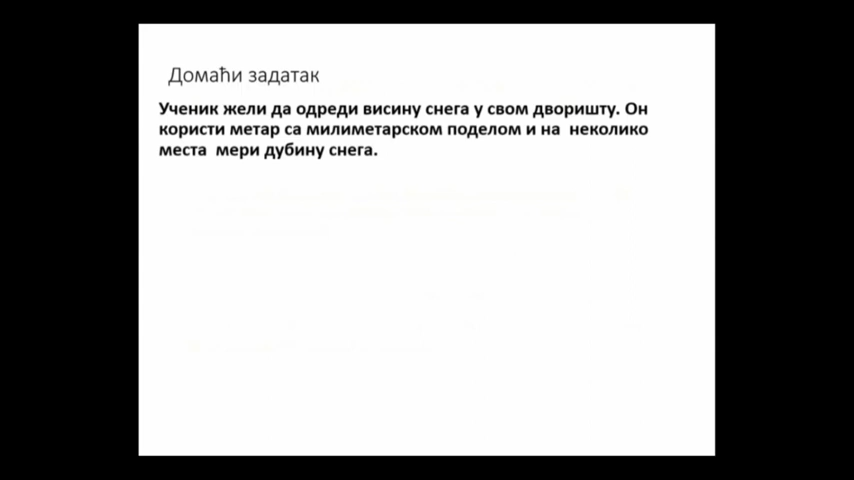 Домаћи задатак
Ученик жели да одреди висину снега у свом дворишту. Он
користи метар са милиметарском поделом и на неколико
места мери дубину снега.